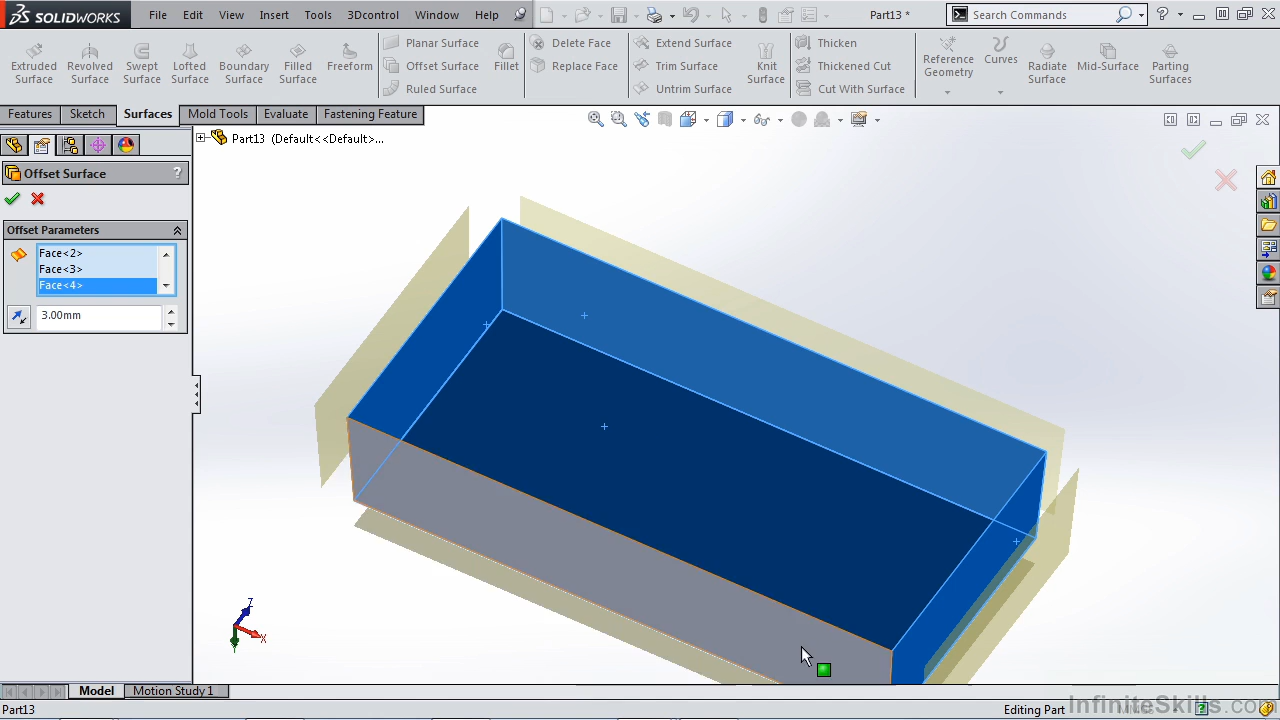 SOLIDWORKS File Edit View Insert Tools 3Dcontrol Window Help Part13 * Search Commands ?
Extruded Surface
Revolved Surface
Swept Surface
Lofted Surface
Boundary Surface
Filled Surface
Freeform
Planar Surface
Offset Surface
Ruled Surface
Fillet
Delete Face
Replace Face
Extend Surface
Trim Surface
Untrim Surface
Knit Surface
Thicken
Thickened Cut
Cut With Surface
Reference Geometry
Curves
Radiate Surface
Mid-Surface
Parting Surfaces
Features Sketch Surfaces Mold Tools Evaluate Fastening Feature
Part13 (Default<<Default>...
Offset Surface ?
Offset Parameters
Face<2>
Face<3>
Face<4>
3.00mm
Z
X
Model Motion Study 1
Part13 Editing Part
InfiniteSkills.com